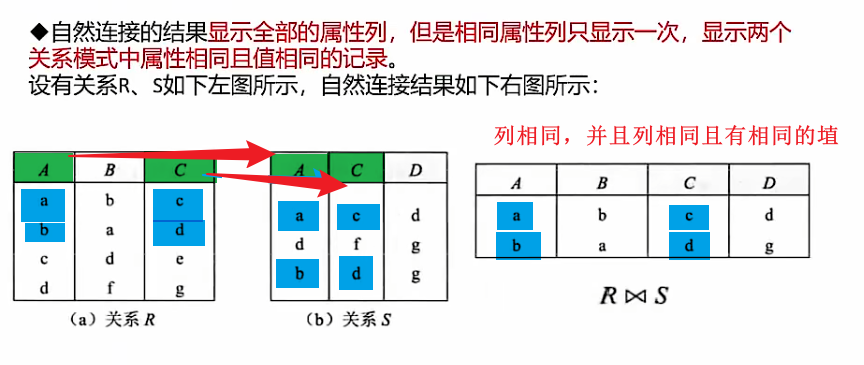 ◆自然连接的结果显示全部的属性列，但是相同属性列只显示一次，显示两个
关系模式中属性相同且值相同的记录。
设有关系R、S如下左图所示，自然连接结果如下右图所示：
列相同，并且列相同且有相同的填
A B C
a b c
b a d
c d e
d f g
(a) 关系 R
A C D
a c d
d f g
b d g
(b) 关系 S
A B C D
a b c d
b a d g
R⋈S